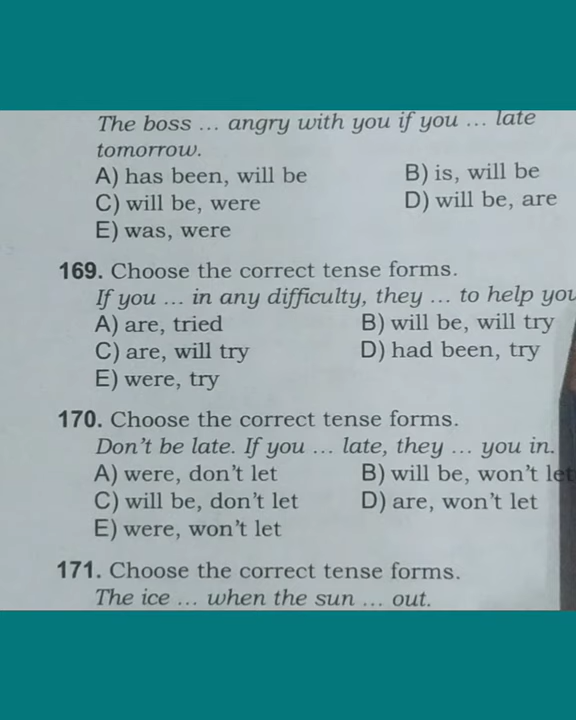 The boss ... angry with you if you ... late
tomorrow.
A) has been, will be B) is, will be
C) will be, were D) will be, are
E) was, were
169. Choose the correct tense forms.
If you ... in any difficulty, they ... to help you
A) are, tried B) will be, will try
C) are, will try D) had been, try
E) were, try
170. Choose the correct tense forms.
Don't be late. If you ... late, they ... you in.
A) were, don't let B) will be, won't let
C) will be, don't let D) are, won't let
E) were, won't let
171. Choose the correct tense forms.
The ice ... when the sun ... out.